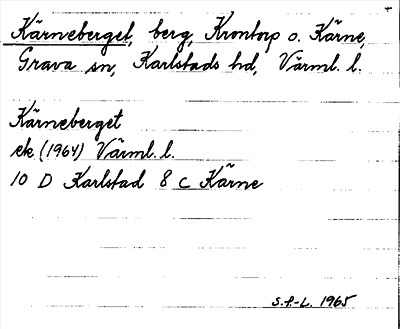 Kärneberget, berg, Krontorp o. Kärne,
Grava sn, Karlstads hd, Värml. l.
Kärneberget
ek (1964) Värml. l.
10 D Karlstad 8 c Kärne
S.f.-L. 1965